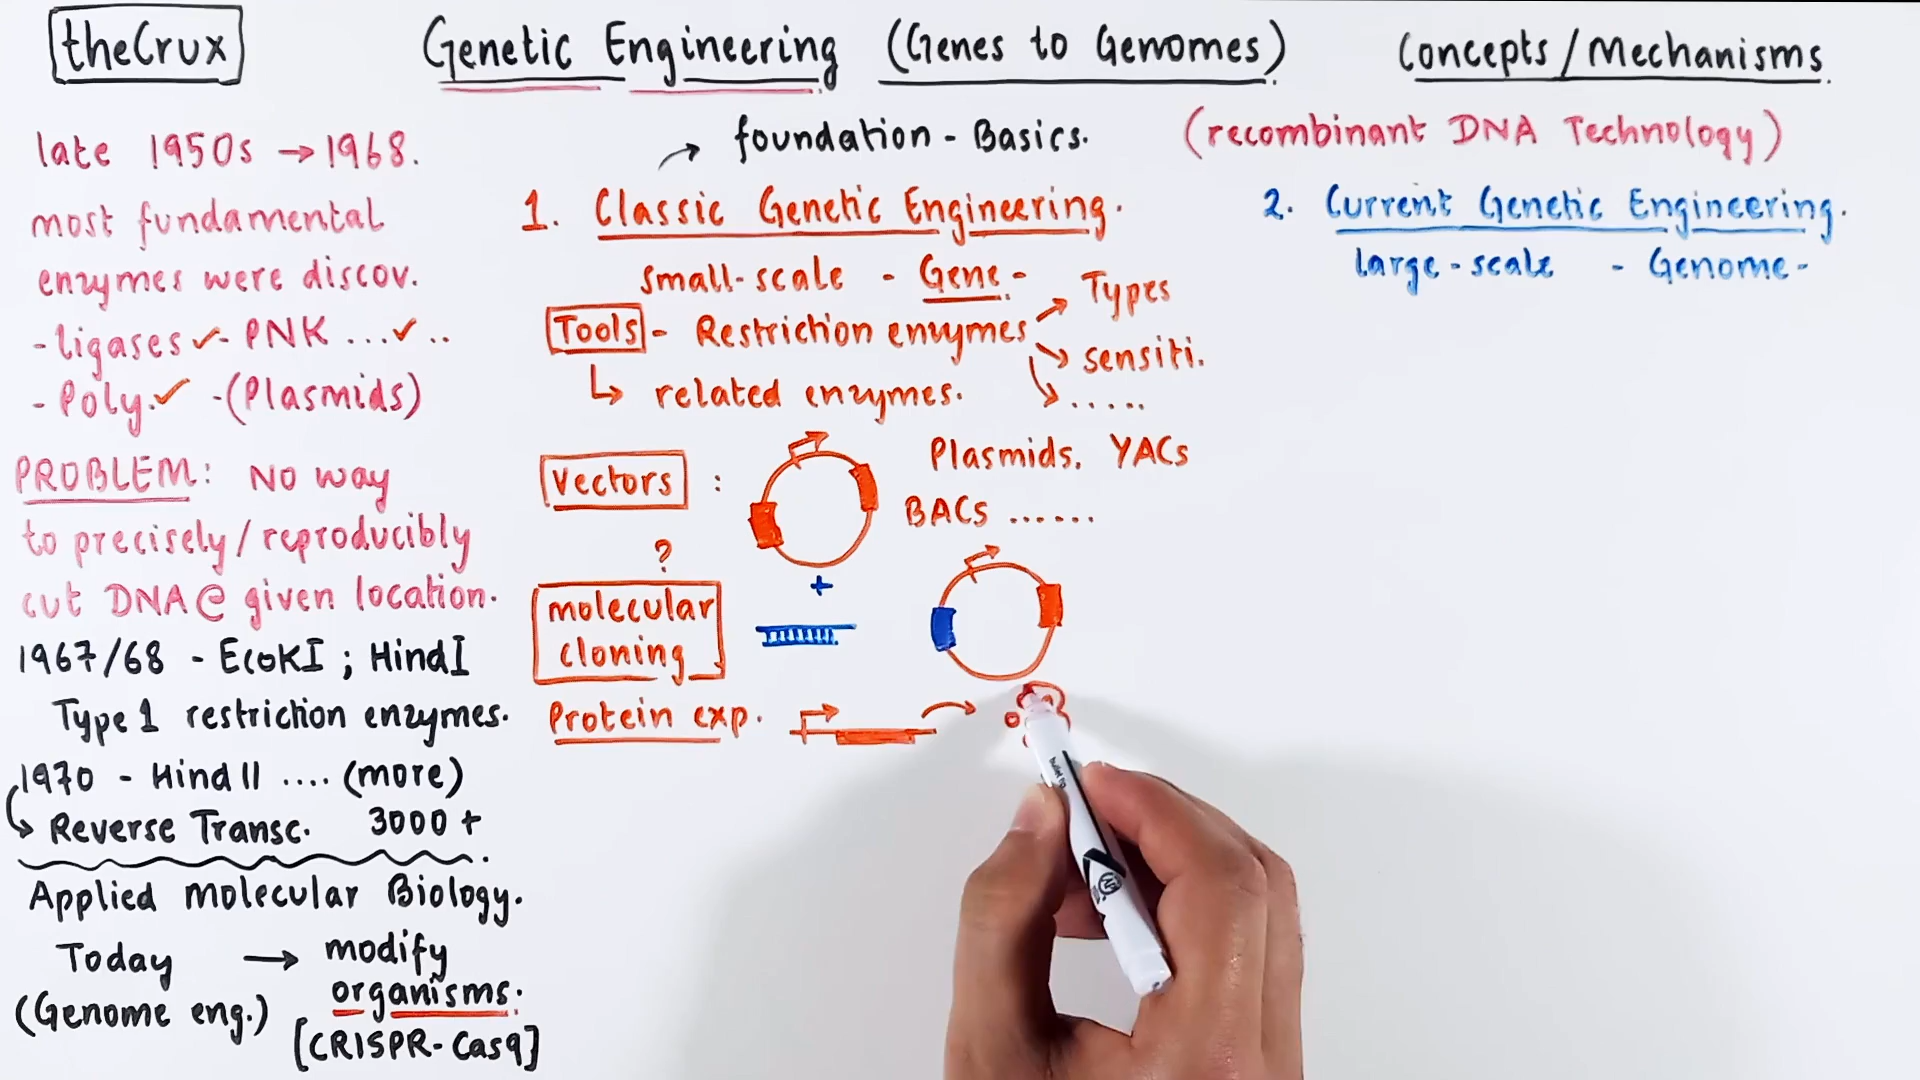 theCrux
Genetic Engineering (Genes to Genomes) Concepts/Mechanisms
late 1950s → 1968.
most fundamental
enzymes were discov.
- ligases ✓ - PNK ... ✓ ..
- Poly. ✓ - (Plasmids)
PROBLEM: No way
to precisely/reproducibly
cut DNA @ given location.
1967/68 - EcoKI ; HindI
Type 1 restriction enzymes.
1970 - Hind II .... (more)
↳ Reverse Transc. 3000 +
Applied Molecular Biology.
Today → modify
organisms.
(Genome eng.)
[CRISPR-Cas9]
→ foundation - Basics.
(recombinant DNA Technology)
1. Classic Genetic Engineering.
small-scale - Gene -
Tools - Restriction enzymes
→ Types
→ sensiti.
→ .....
↳ related enzymes.
Vectors : Plasmids. YACs
BACs ......
?
+
molecular
cloning
Protein exp.
2. Current Genetic Engineering.
large-scale - Genome -
bullet tip